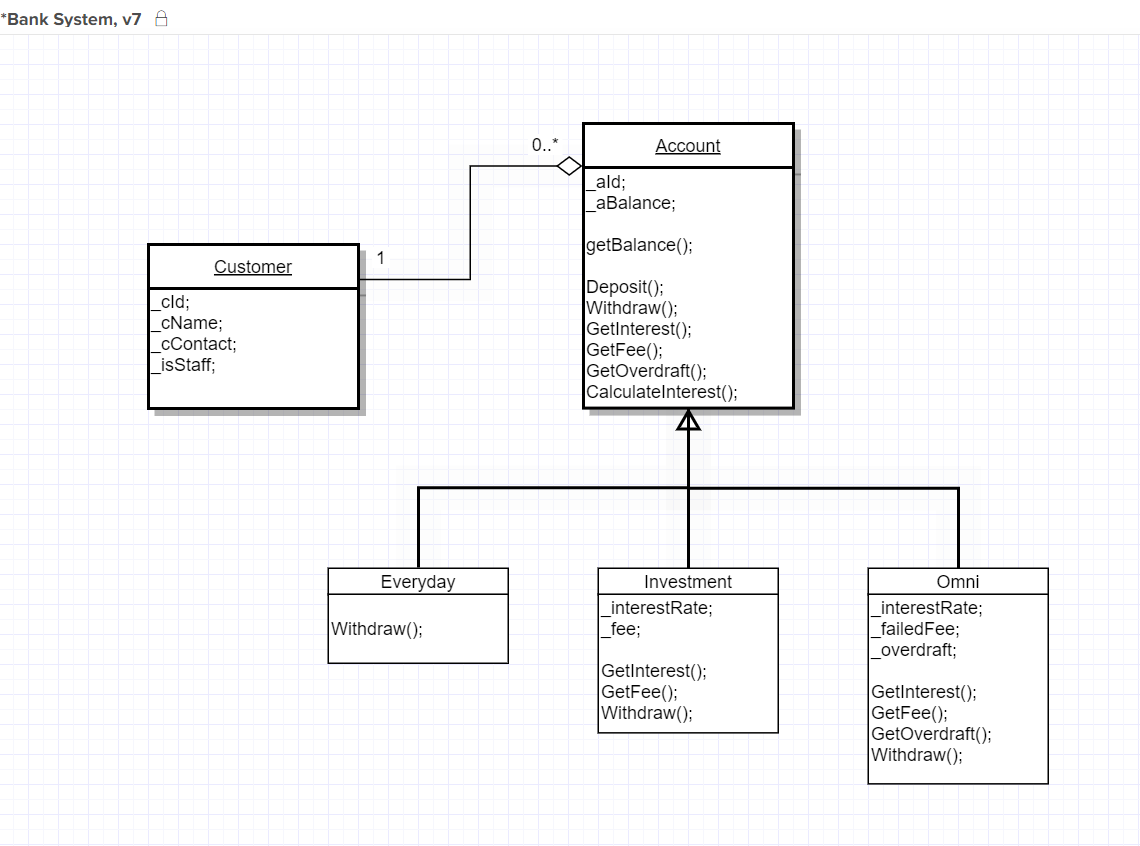 *Bank System, v7
0..*
Account
_aId;
_aBalance;
getBalance();
Deposit();
Withdraw();
GetInterest();
GetFee();
GetOverdraft();
CalculateInterest();
1
Customer
_cId;
_cName;
_cContact;
_isStaff;
Everyday
Withdraw();
Investment
_interestRate;
_fee;
GetInterest();
GetFee();
Withdraw();
Omni
_interestRate;
_failedFee;
_overdraft;
GetInterest();
GetFee();
GetOverdraft();
Withdraw();